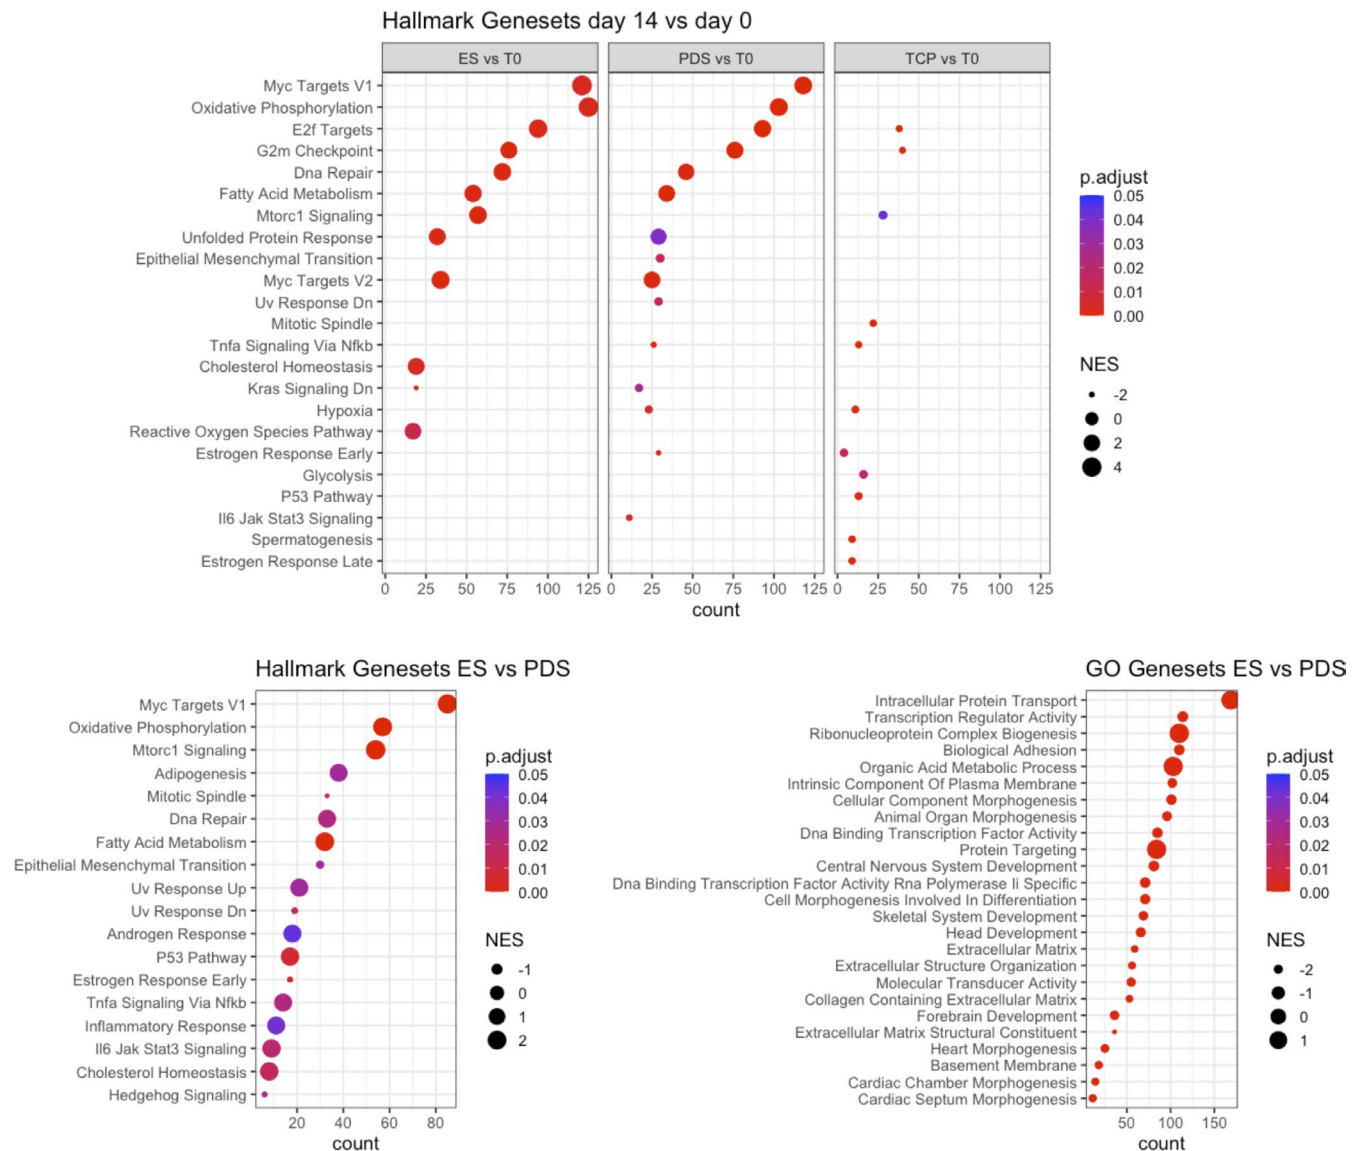 Hallmark Genesets day 14 vs day 0
ES vs T0
PDS vs T0
TCP vs T0
Myc Targets V1
Oxidative Phosphorylation
E2f Targets
G2m Checkpoint
Dna Repair
Fatty Acid Metabolism
Mtorc1 Signaling
Unfolded Protein Response
Epithelial Mesenchymal Transition
Myc Targets V2
Uv Response Dn
Mitotic Spindle
Tnfa Signaling Via Nfkb
Cholesterol Homeostasis
Kras Signaling Dn
Hypoxia
Reactive Oxygen Species Pathway
Estrogen Response Early
Glycolysis
P53 Pathway
Il6 Jak Stat3 Signaling
Spermatogenesis
Estrogen Response Late
0 25 50 75 100 125
0 25 50 75 100 125
0 25 50 75 100 125
count
p.adjust
0.05
0.04
0.03
0.02
0.01
0.00
NES
-2
0
2
4
Hallmark Genesets ES vs PDS
Myc Targets V1
Oxidative Phosphorylation
Mtorc1 Signaling
Adipogenesis
Mitotic Spindle
Dna Repair
Fatty Acid Metabolism
Epithelial Mesenchymal Transition
Uv Response Up
Uv Response Dn
Androgen Response
P53 Pathway
Estrogen Response Early
Tnfa Signaling Via Nfkb
Inflammatory Response
Il6 Jak Stat3 Signaling
Cholesterol Homeostasis
Hedgehog Signaling
20 40 60 80
count
p.adjust
0.05
0.04
0.03
0.02
0.01
0.00
NES
-1
0
1
2
GO Genesets ES vs PDS
Intracellular Protein Transport
Transcription Regulator Activity
Ribonucleoprotein Complex Biogenesis
Biological Adhesion
Organic Acid Metabolic Process
Intrinsic Component Of Plasma Membrane
Cellular Component Morphogenesis
Animal Organ Morphogenesis
Dna Binding Transcription Factor Activity
Protein Targeting
Central Nervous System Development
Dna Binding Transcription Factor Activity Rna Polymerase Ii Specific
Cell Morphogenesis Involved In Differentiation
Skeletal System Development
Head Development
Extracellular Matrix
Extracellular Structure Organization
Molecular Transducer Activity
Collagen Containing Extracellular Matrix
Forebrain Development
Extracellular Matrix Structural Constituent
Heart Morphogenesis
Basement Membrane
Cardiac Chamber Morphogenesis
Cardiac Septum Morphogenesis
50 100 150
count
p.adjust
0.05
0.04
0.03
0.02
0.01
0.00
NES
-2
-1
0
1